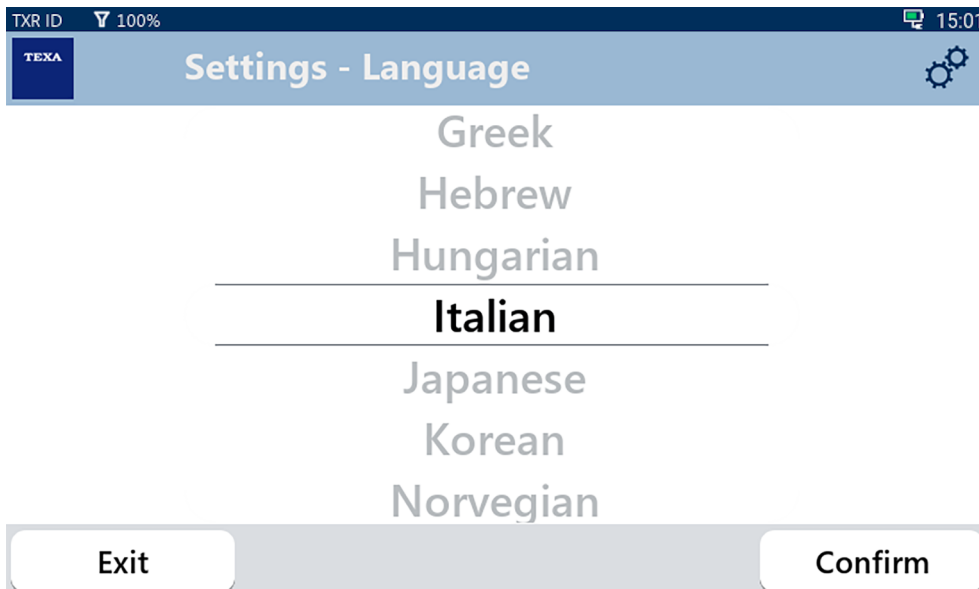 TXR ID 100% 15:01
TEXA
Settings - Language
Greek
Hebrew
Hungarian
Italian
Japanese
Korean
Norvegian
Exit Confirm